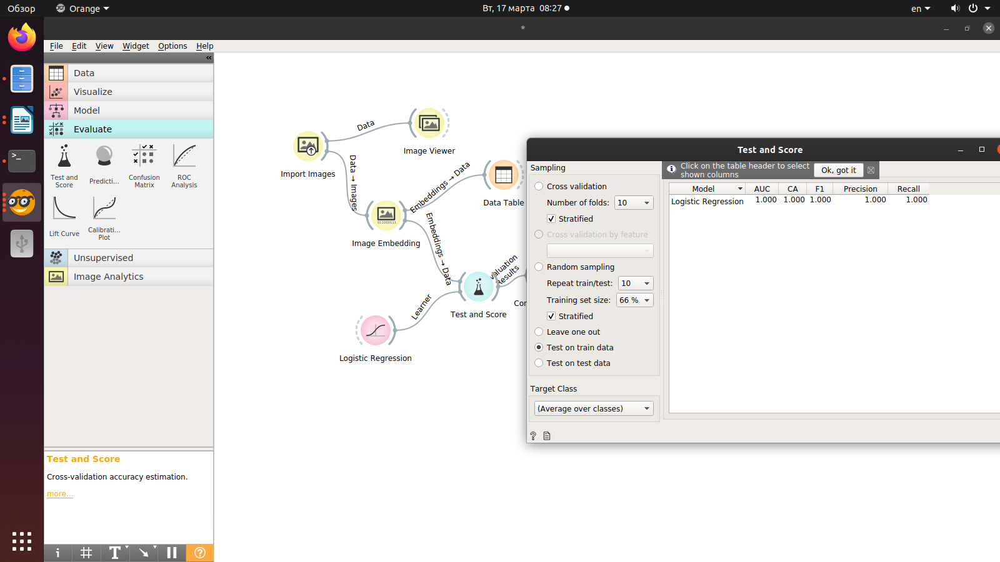 Обзор
Orange
Вт, 17 марта 08:27
en
*
File Edit View Widget Options Help
«
Data
Visualize
Model
Evaluate
Test and Score
Predicti...
Confusion Matrix
ROC Analysis
Lift Curve
Calibrati... Plot
Unsupervised
Image Analytics
Test and Score
Cross-validation accuracy estimation.
more...
Data
Image Viewer
Import Images
Data → Images
Embeddings → Data
Data Table
Image Embedding
Embeddings → Data
valuation
Results
Cor
Test and Score
Learner
Logistic Regression
Test and Score
Sampling
Cross validation
Number of folds: 10
Stratified
Cross validation by feature
Random sampling
Repeat train/test: 10
Training set size: 66 %
Stratified
Leave one out
Test on train data
Test on test data
Target Class
(Average over classes)
Click on the table header to select shown columns
Ok, got it
Model AUC CA F1 Precision Recall
Logistic Regression 1.000 1.000 1.000 1.000 1.000